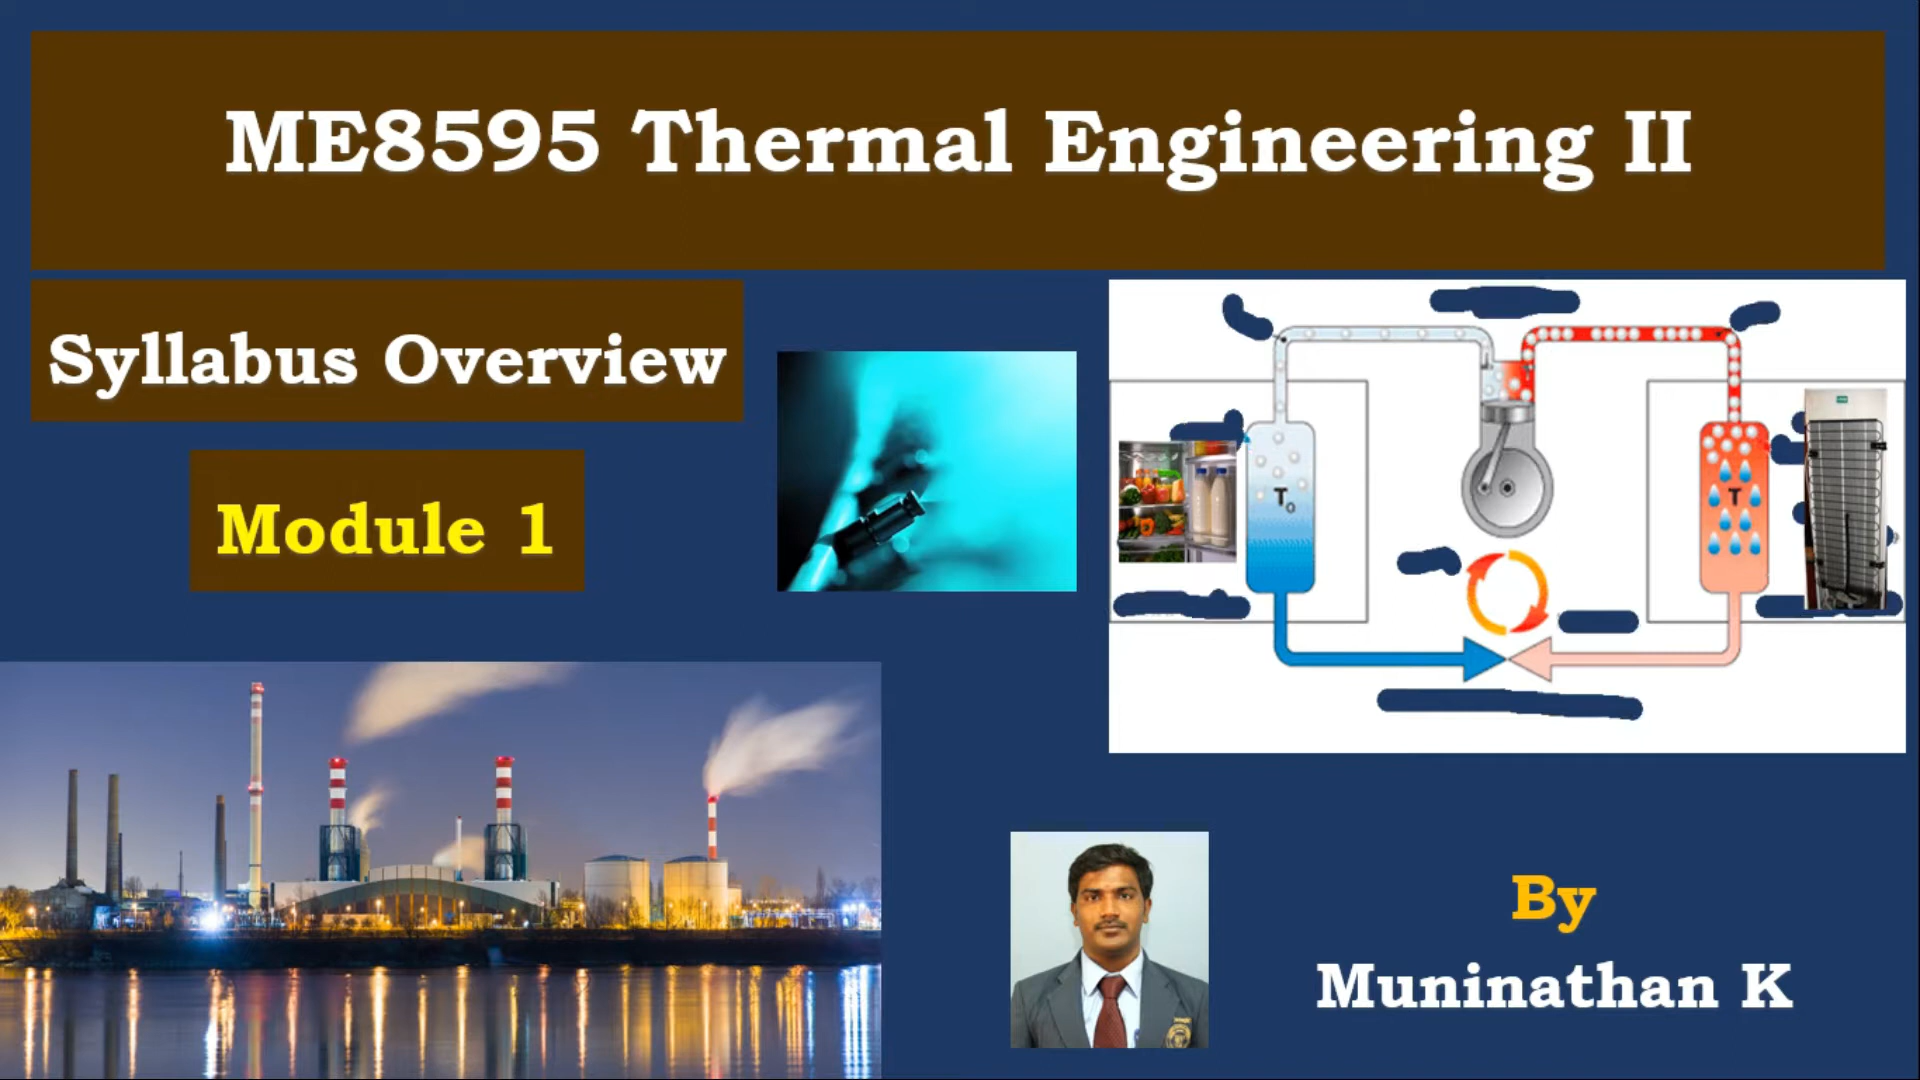 ME8595 Thermal Engineering II
Syllabus Overview
Module 1
T₀
T
By
Muninathan K